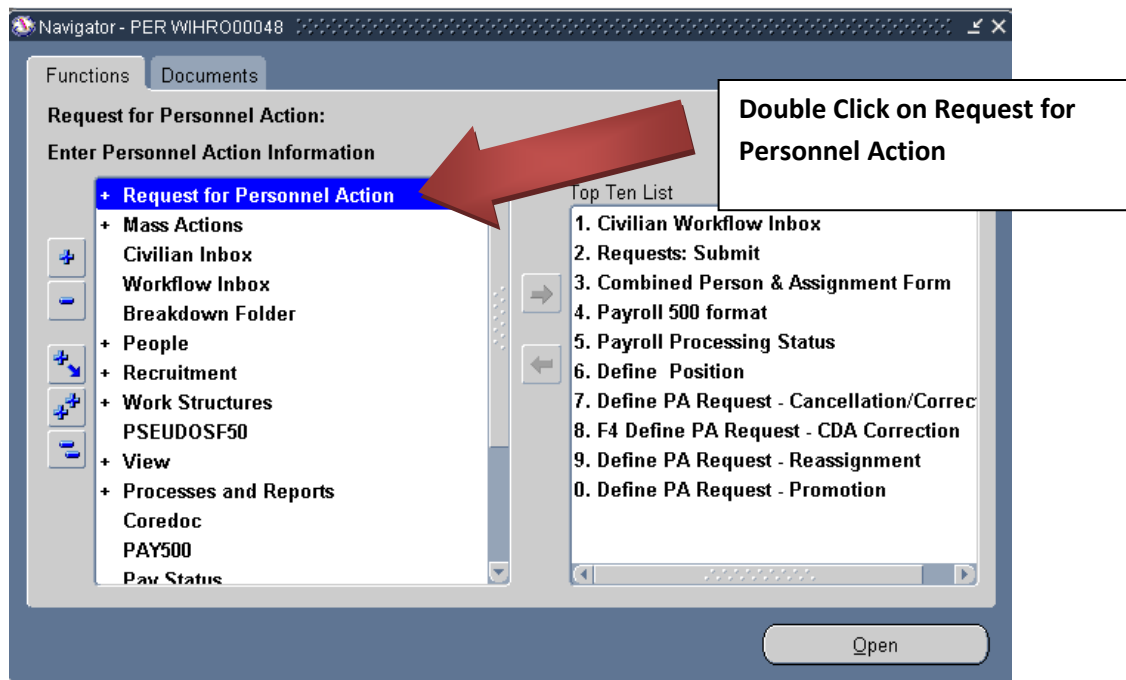 Navigator - PER WIHRO00048
Functions
Documents
Request for Personnel Action:
Enter Personnel Action Information
Double Click on Request for
Personnel Action
+ Request for Personnel Action
+ Mass Actions
Civilian Inbox
Workflow Inbox
Breakdown Folder
+ People
+ Recruitment
+ Work Structures
PSEUDOSF50
+ View
+ Processes and Reports
Coredoc
PAY500
Pay Status
Top Ten List
1. Civilian Workflow Inbox
2. Requests: Submit
3. Combined Person & Assignment Form
4. Payroll 500 format
5. Payroll Processing Status
6. Define  Position
7. Define PA Request - Cancellation/Correc
8. F4 Define PA Request - CDA Correction
9. Define PA Request - Reassignment
0. Define PA Request - Promotion
Open